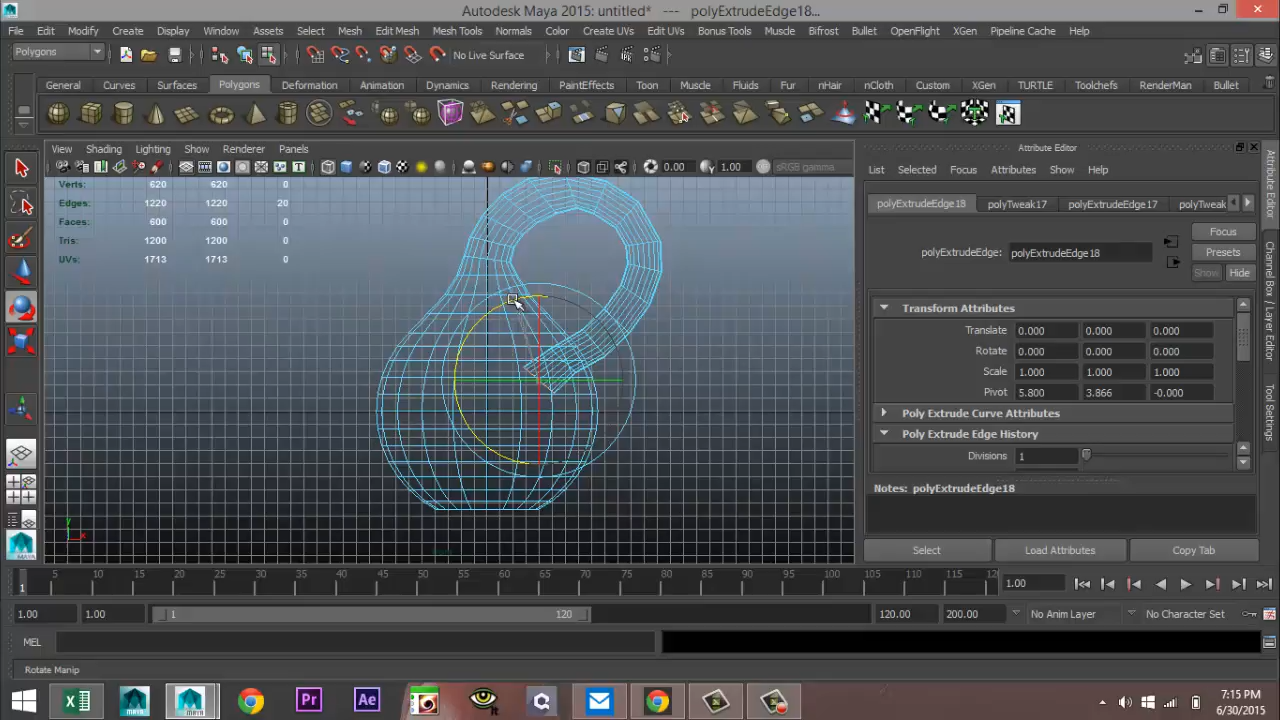 Autodesk Maya 2015: untitled* --- polyExtrudeEdge18...
File Edit Modify Create Display Window Assets Select Mesh Edit Mesh Mesh Tools Normals Color Create UVs Edit UVs Bonus Tools Muscle Bifrost Bullet OpenFlight XGen Pipeline Cache Help
Polygons No Live Surface
General Curves Surfaces Polygons Deformation Animation Dynamics Rendering PaintEffects Toon Muscle Fluids Fur nHair nCloth Custom XGen TURTLE Toolchefs RenderMan Bullet
View Shading Lighting Show Renderer Panels
0.00 1.00 sRGB gamma
Verts: 620 620 0
Edges: 1220 1220 20
Faces: 600 600 0
Tris: 1200 1200 0
UVs: 1713 1713 0
y
x
Attribute Editor
List Selected Focus Attributes Show Help
polyExtrudeEdge18 polyTweak17 polyExtrudeEdge17 polyTweak
Focus
polyExtrudeEdge: polyExtrudeEdge18 Presets
Show Hide
Transform Attributes
Translate 0.000 0.000 0.000
Rotate 0.000 0.000 0.000
Scale 1.000 1.000 1.000
Pivot 5.800 3.866 -0.000
Poly Extrude Curve Attributes
Poly Extrude Edge History
Divisions 1
Notes: polyExtrudeEdge18
Select Load Attributes Copy Tab
Attribute Editor
Channel Box / Layer Editor
Tool Settings
1 5 10 15 20 25 30 35 40 45 50 55 60 65 70 75 80 85 90 95 100 105 110 115 120 1.00
1.00 1.00 1 120 120.00 200.00 No Anim Layer No Character Set
MEL
Rotate Manip
7:15 PM
6/30/2015